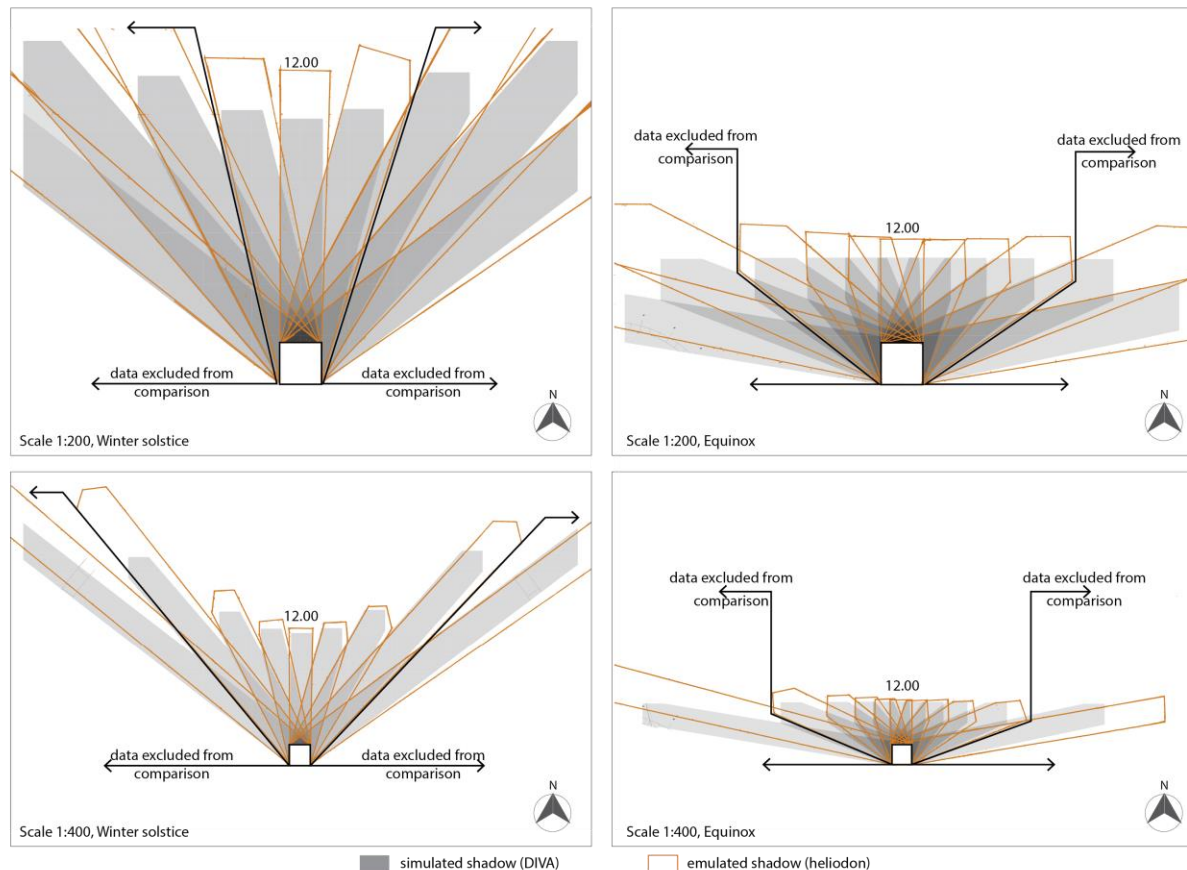 12.00
data excluded from
comparison
data excluded from
comparison
N
Scale 1:200, Winter solstice
data excluded from
comparison
data excluded from
comparison
12.00
N
Scale 1:200, Equinox
12.00
data excluded from
comparison
data excluded from
comparison
N
Scale 1:400, Winter solstice
data excluded from
comparison
data excluded from
comparison
12.00
N
Scale 1:400, Equinox
simulated shadow (DIVA)
emulated shadow (heliodon)